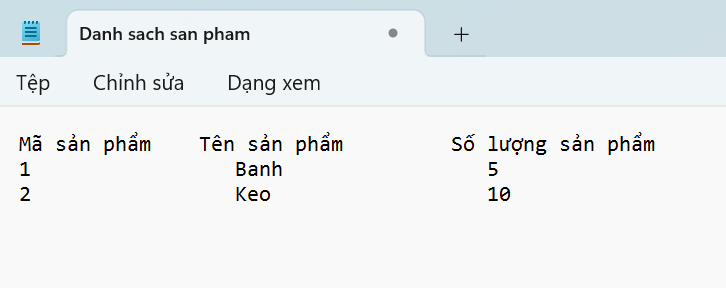 Danh sach san pham
Tệp Chỉnh sửa Dạng xem
Mã sản phẩm Tên sản phẩm Số lượng sản phẩm
1 Banh 5
2 Keo 10